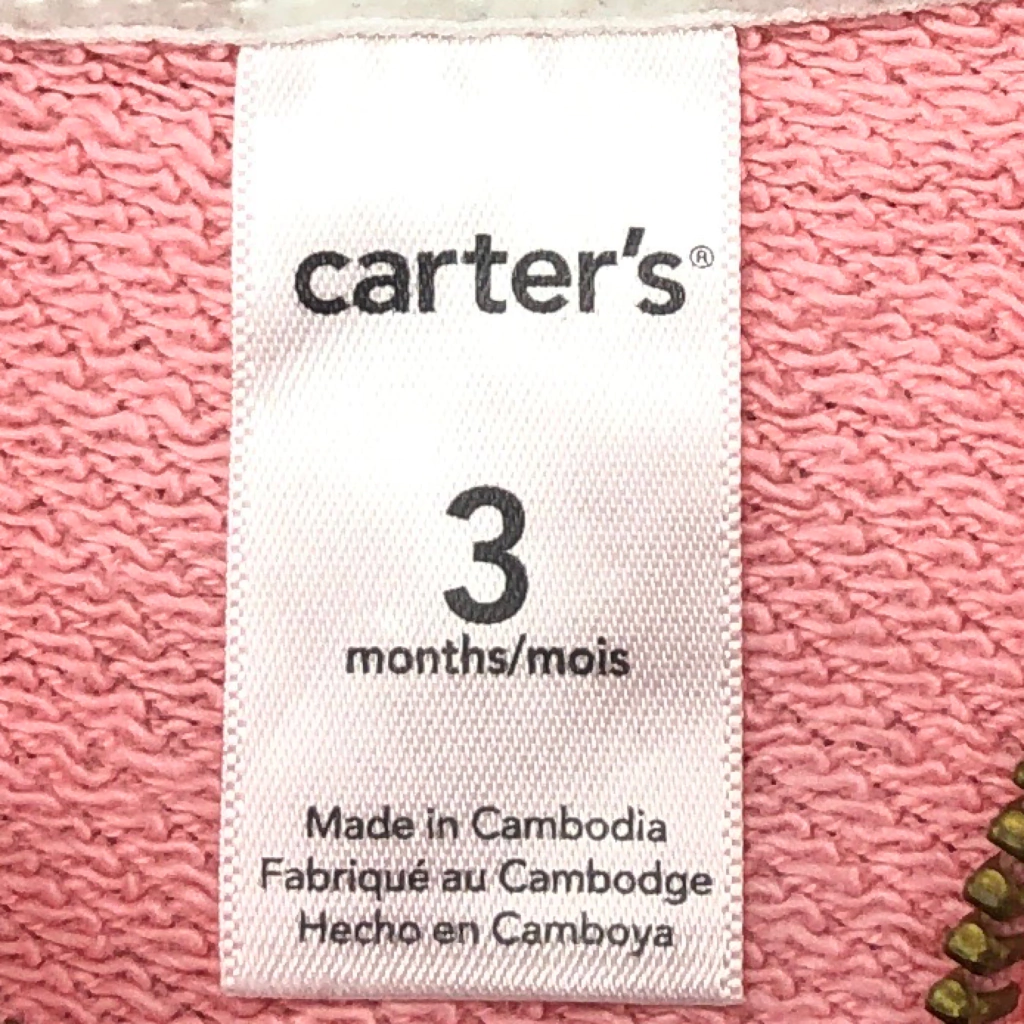 carter's®
3
months/mois
Made in Cambodia
Fabriqué au Cambodge
Hecho en Camboya